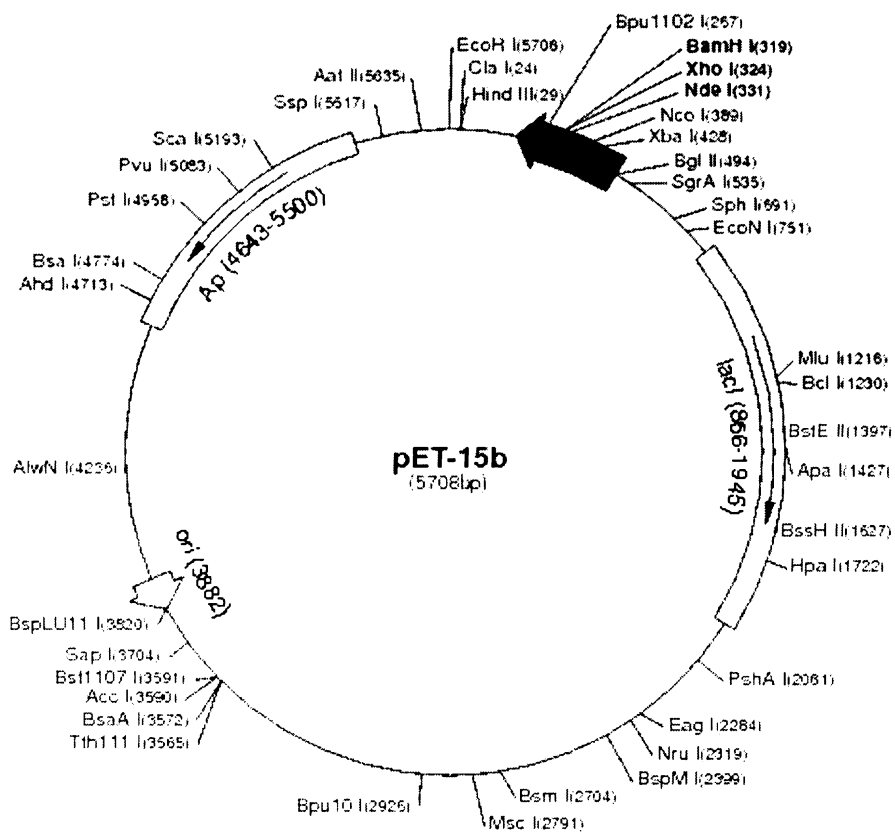 Bpu1102 I(267)
EcoR I(5706)
BamH I(319)
Aat II(5635)
Cla I(24)
Xho I(324)
Ssp I(5617)
Hind III(29)
Nde I(331)
Nco I(389)
Sca I(5193)
Xba I(428)
Pvu I(5083)
Bgl II(494)
SgrA I(535)
Pst I(4958)
Sph I(691)
EcoN I(751)
Bsa I(4774)
Ahd I(4713)
Ap (4643-5500)
Mlu I(1216)
Bcl I(1230)
lacI (866-1945)
BstE II(1397)
pET-15b
(5708bp)
AlwN I(4236)
Apa I(1427)
BssH II(1627)
ori (3882)
Hpa I(1722)
BspLU11 I(3820)
Sap I(3704)
Bst1107 I(3591)
PshA I(2061)
Acc I(3590)
BsaA I(3572)
Eag I(2284)
Tth111 I(3565)
Nru I(2319)
BspM I(2399)
Bsm I(2704)
Bpu10 I(2926)
Msc I(2791)